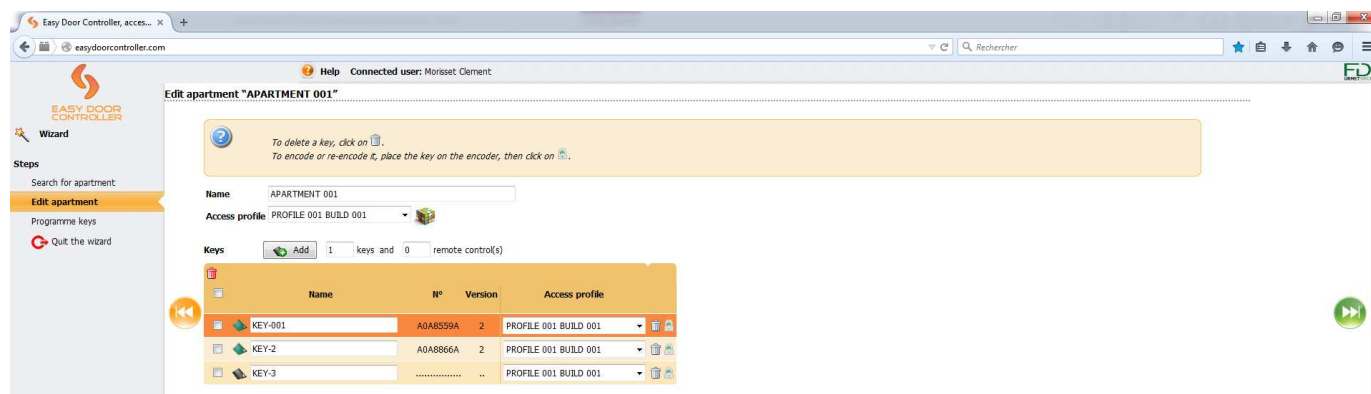 Easy Door Controller, acces...
easydoorcontroller.com
Rechercher
Help Connected user: Morisset Clement
FD
EASY DOOR
CONTROLLER
Wizard
Steps
Search for apartment
Edit apartment
Programme keys
Quit the wizard
Edit apartment "APARTMENT 001"
To delete a key, click on .
To encode or re-encode it, place the key on the encoder, then click on .
Name APARTMENT 001
Access profile PROFILE 001 BUILD 001
Keys Add 1 keys and 0 remote control(s)
Name N° Version Access profile
KEY-001 A0A8559A 2 PROFILE 001 BUILD 001
KEY-2 A0A8866A 2 PROFILE 001 BUILD 001
KEY-3 ................ .. PROFILE 001 BUILD 001